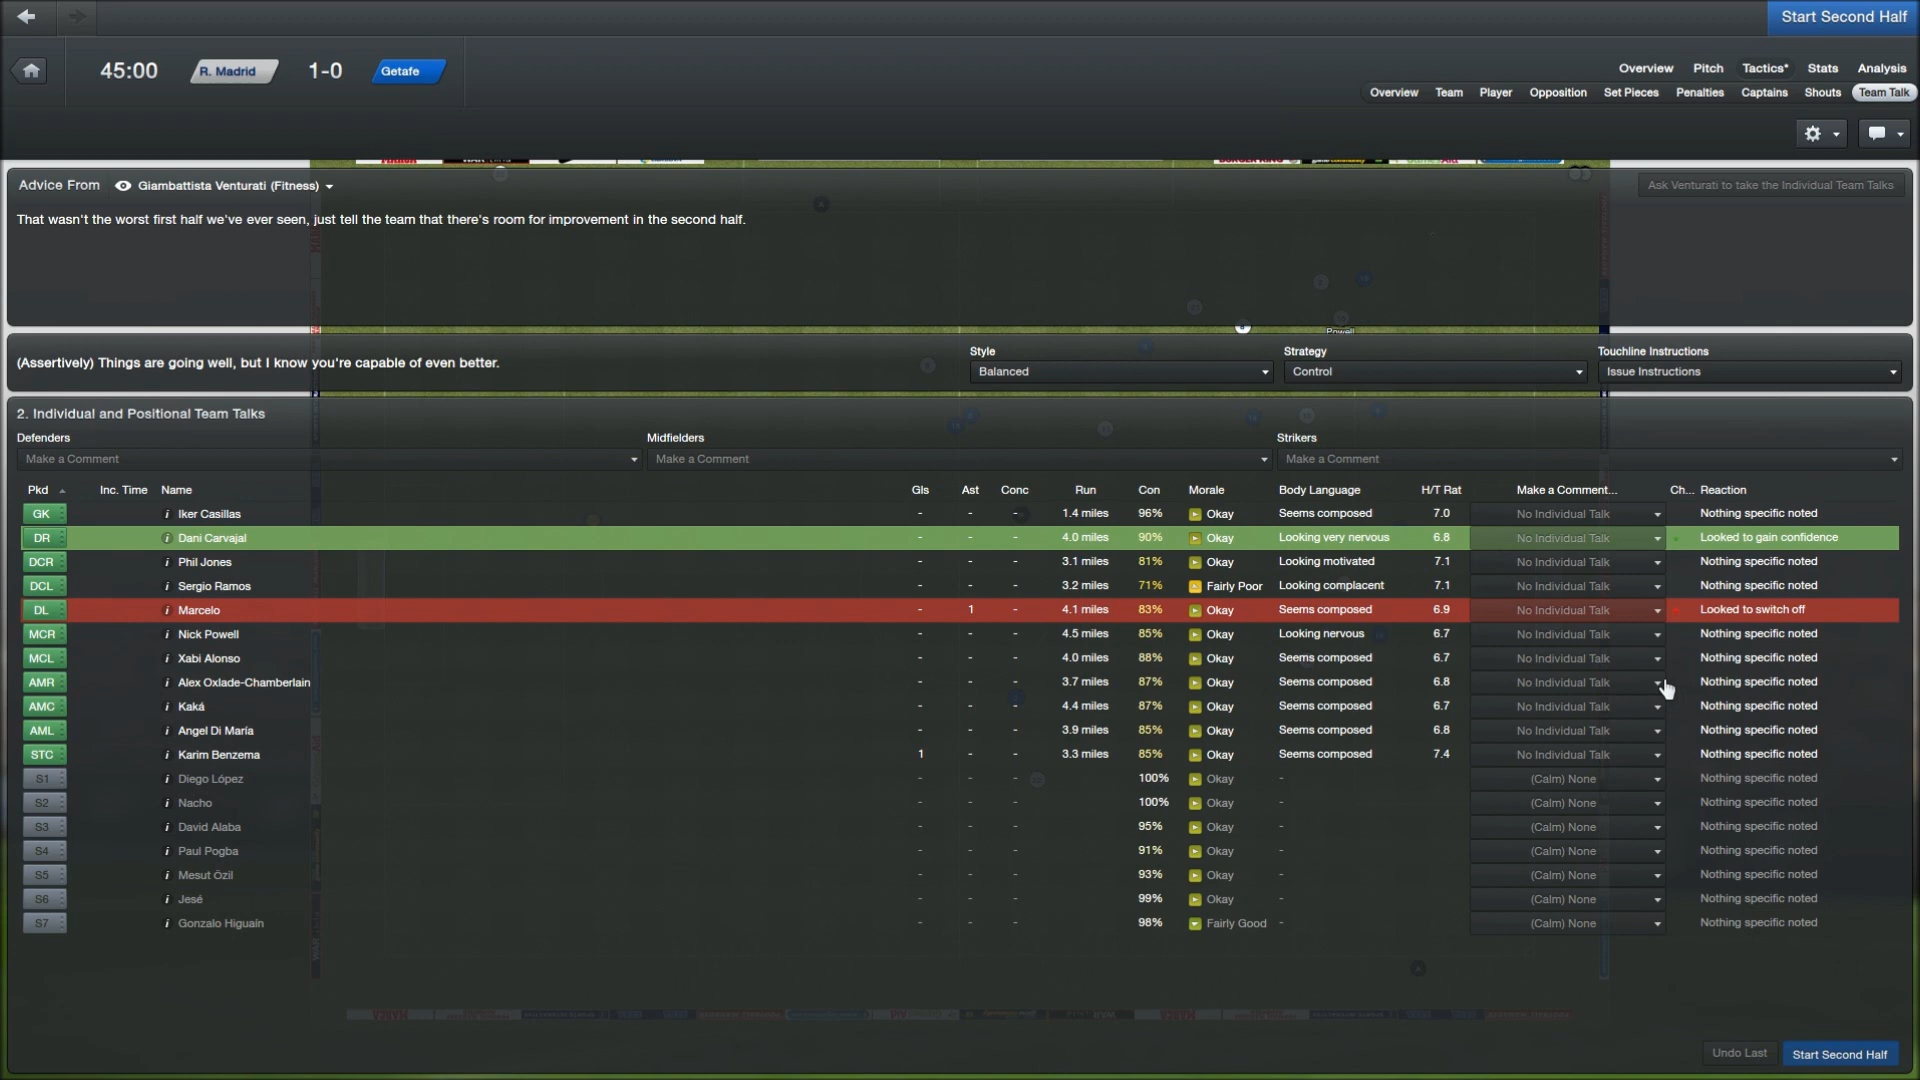 Start Second Half
45:00 R. Madrid 1-0 Getafe
Overview Pitch Tactics* Stats Analysis
Overview Team Player Opposition Set Pieces Penalties Captains Shouts Team Talk
Advice From Giambattista Venturati (Fitness) Ask Venturati to take the Individual Team Talks
That wasn't the worst first half we've ever seen, just tell the team that there's room for improvement in the second half.
Powell
(Assertively) Things are going well, but I know you're capable of even better.
Style Strategy Touchline Instructions
Balanced Control Issue Instructions
2. Individual and Positional Team Talks
Defenders Midfielders Strikers
Make a Comment Make a Comment Make a Comment
Pkd Inc. Time Name Gls Ast Conc Run Con Morale Body Language H/T Rat Make a Comment... Ch... Reaction
GK i Iker Casillas - - - 1.4 miles 96% Okay Seems composed 7.0 No Individual Talk Nothing specific noted
DR i Dani Carvajal - - - 4.0 miles 90% Okay Looking very nervous 6.8 No Individual Talk Looked to gain confidence
DCR i Phil Jones - - - 3.1 miles 81% Okay Looking motivated 7.1 No Individual Talk Nothing specific noted
DCL i Sergio Ramos - - - 3.2 miles 71% Fairly Poor Looking complacent 7.1 No Individual Talk Nothing specific noted
DL i Marcelo - 1 - 4.1 miles 83% Okay Seems composed 6.9 No Individual Talk Looked to switch off
MCR i Nick Powell - - - 4.5 miles 85% Okay Looking nervous 6.7 No Individual Talk Nothing specific noted
MCL i Xabi Alonso - - - 4.0 miles 88% Okay Seems composed 6.7 No Individual Talk Nothing specific noted
AMR i Alex Oxlade-Chamberlain - - - 3.7 miles 87% Okay Seems composed 6.8 No Individual Talk Nothing specific noted
AMC i Kaká - - - 4.4 miles 87% Okay Seems composed 6.7 No Individual Talk Nothing specific noted
AML i Angel Di María - - - 3.9 miles 85% Okay Seems composed 6.8 No Individual Talk Nothing specific noted
STC i Karim Benzema 1 - - 3.3 miles 85% Okay Seems composed 7.4 No Individual Talk Nothing specific noted
S1 i Diego López - - - 100% Okay - (Calm) None Nothing specific noted
S2 i Nacho - - - 100% Okay - (Calm) None Nothing specific noted
S3 i David Alaba - - - 95% Okay - (Calm) None Nothing specific noted
S4 i Paul Pogba - - - 91% Okay - (Calm) None Nothing specific noted
S5 i Mesut Özil - - - 93% Okay - (Calm) None Nothing specific noted
S6 i Jesé - - - 99% Okay - (Calm) None Nothing specific noted
S7 i Gonzalo Higuaín - - - 98% Fairly Good - (Calm) None Nothing specific noted
Undo Last Start Second Half